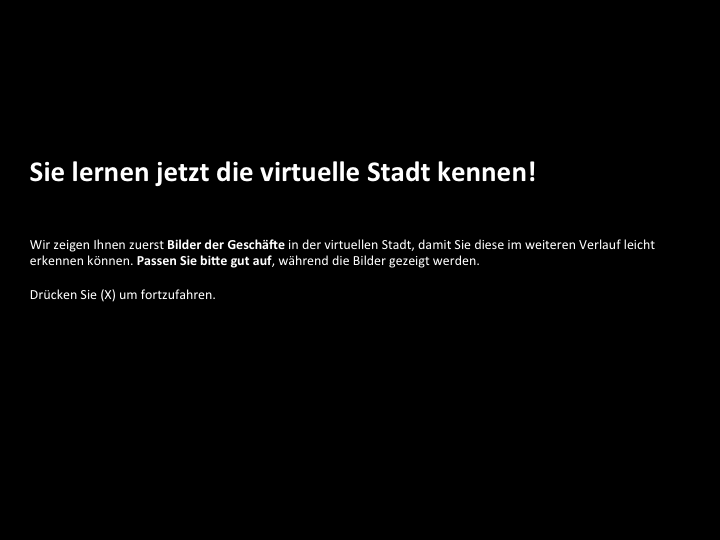 Sie lernen jetzt die virtuelle Stadt kennen!
Wir zeigen Ihnen zuerst Bilder der Geschäfte in der virtuellen Stadt, damit Sie diese im weiteren Verlauf leicht
erkennen können. Passen Sie bitte gut auf, während die Bilder gezeigt werden.
Drücken Sie (X) um fortzufahren.